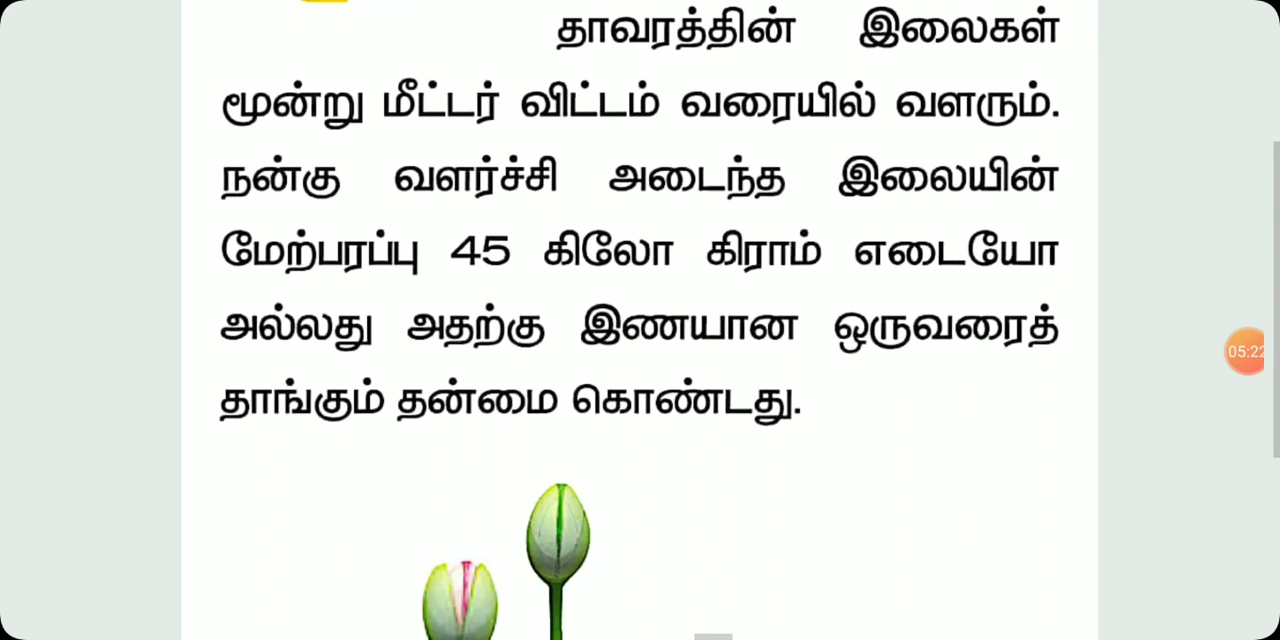 தாவரத்தின் இலைகள்
மூன்று மீட்டர் விட்டம் வரையில் வளரும்.
நன்கு வளர்ச்சி அடைந்த இலையின்
மேற்பரப்பு 45 கிலோ கிராம் எடையோ
அல்லது அதற்கு இணயான ஒருவரைத்
தாங்கும் தன்மை கொண்டது.
05:22